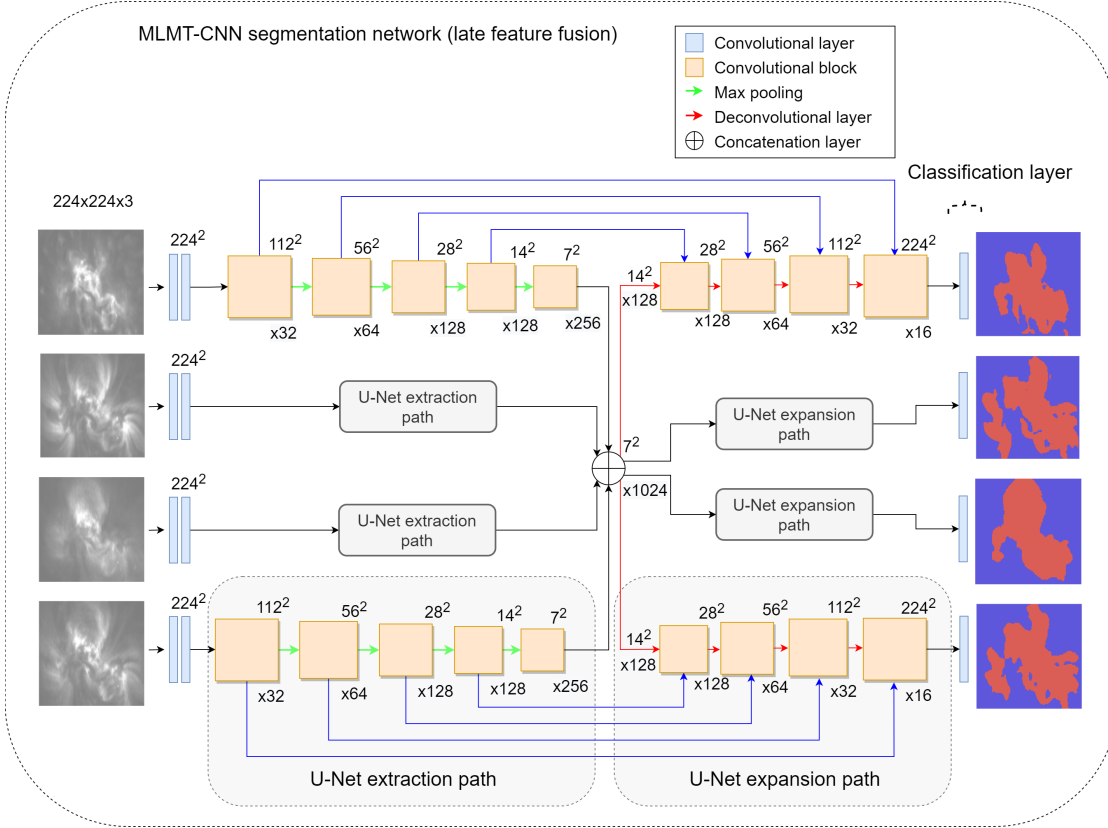 MLMT-CNN segmentation network (late feature fusion)
Convolutional layer
Convolutional block
Max pooling
Deconvolutional layer
Concatenation layer
Classification layer
224x224x3
224²
112²
56²
28²
14²
7²
x32
x64
x128
x128
x256
14²
x128
28²
56²
112²
224²
x128
x64
x32
x16
224²
U-Net extraction
path
U-Net expansion
path
7²
x1024
224²
U-Net extraction
path
U-Net expansion
path
224²
112²
56²
28²
14²
7²
x32
x64
x128
x128
x256
14²
x128
28²
56²
112²
224²
x128
x64
x32
x16
U-Net extraction path
U-Net expansion path